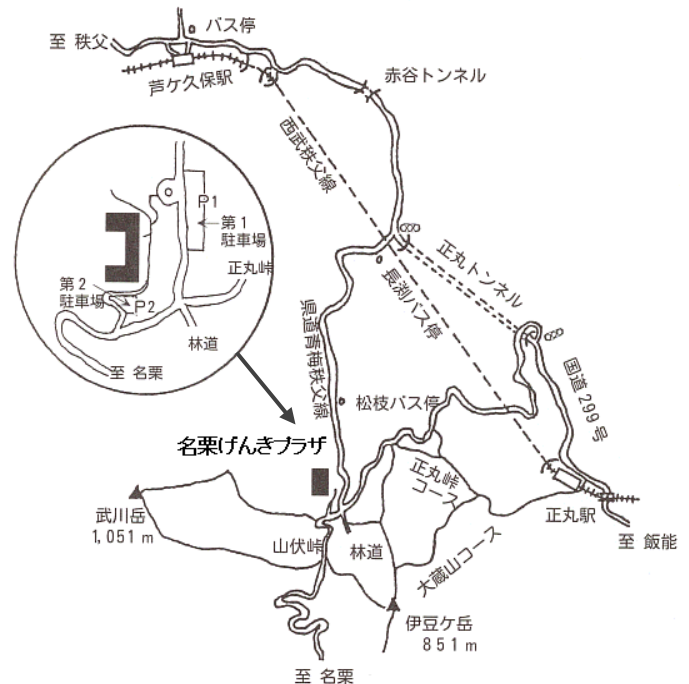 バス停
至 秩父
芦ケ久保駅
赤谷トンネル
西武秩父線
P1
第1
駐車場
正丸峠
第2
駐車場
P2
林道
至 名栗
正丸トンネル
長渕バス停
県道青梅秩父線
国道299号
松枝バス停
名栗げんきプラザ
正丸峠
コース
武川岳
1,051m
山伏峠
林道
大蔵山コース
正丸駅
至 飯能
伊豆ケ岳
851m
至 名栗